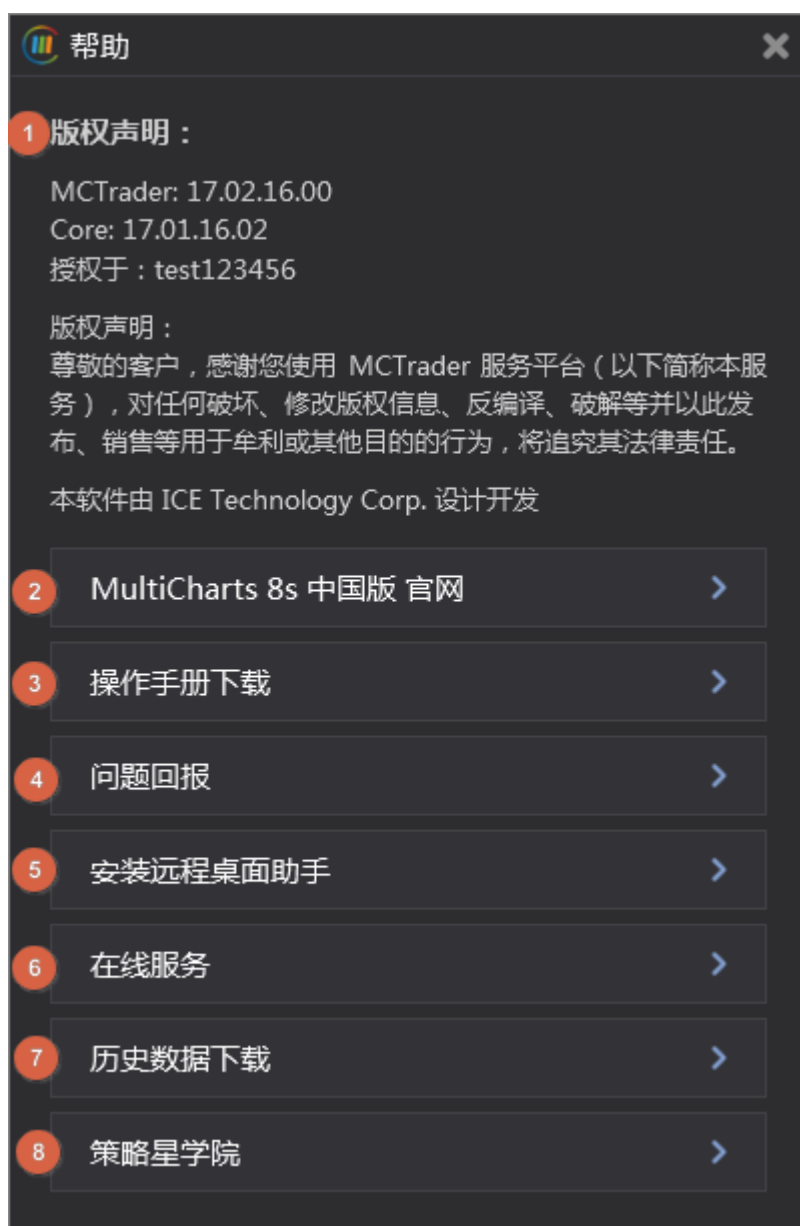 帮助
1 版权声明：
MCTrader: 17.02.16.00
Core: 17.01.16.02
授权于：test123456
版权声明：
尊敬的客户，感谢您使用 MCTrader 服务平台（以下简称本服
务），对任何破坏、修改版权信息、反编译、破解等并以此发
布、销售等用于牟利或其他目的的行为，将追究其法律责任。
本软件由 ICE Technology Corp. 设计开发
2 MultiCharts 8s 中国版 官网
3 操作手册下载
4 问题回报
5 安装远程桌面助手
6 在线服务
7 历史数据下载
8 策略星学院